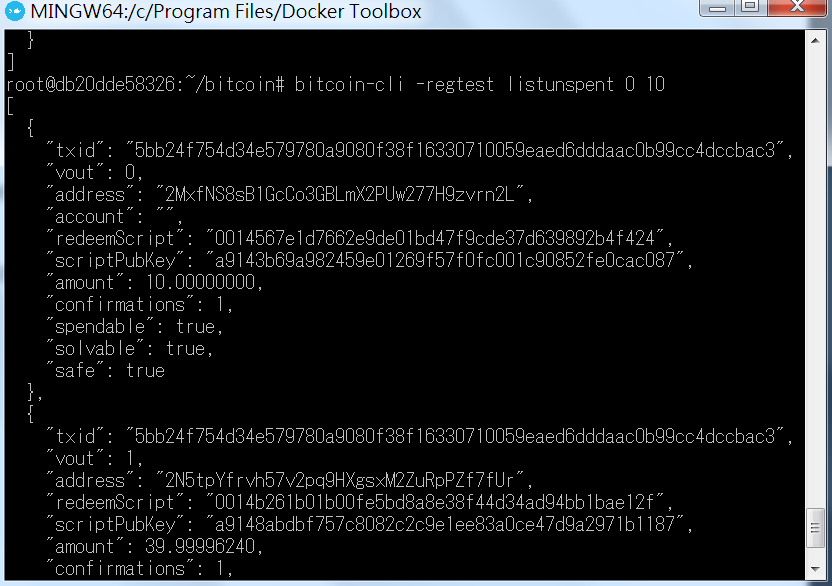 MINGW64:/c/Program Files/Docker Toolbox
}
]
root@db20dde58326:~/bitcoin# bitcoin-cli -regtest listunspent 0 10
[
{
"txid": "5bb24f754d34e579780a9080f38f16330710059eaed6dddaac0b99cc4dccbac3",
"vout": 0,
"address": "2MxfNS8sB1GcCo3GBLmX2PUw277H9zvrn2L",
"account": "",
"redeemScript": "0014567e1d7662e9de01bd47f9cde37d639892b4f424",
"scriptPubKey": "a9143b69a982459e01269f57f0fc001c90852fe0cac087",
"amount": 10.00000000,
"confirmations": 1,
"spendable": true,
"solvable": true,
"safe": true
},
{
"txid": "5bb24f754d34e579780a9080f38f16330710059eaed6dddaac0b99cc4dccbac3",
"vout": 1,
"address": "2N5tpYfrvh57v2pq9HXgsxM2ZuRpPZf7fUr",
"redeemScript": "0014b261b01b00fe5bd8a8e38f44d34ad94bb1bae12f",
"scriptPubKey": "a9148abdbf757c8082c2c9e1ee83a0ce47d9a2971b1187",
"amount": 39.99996240,
"confirmations": 1,